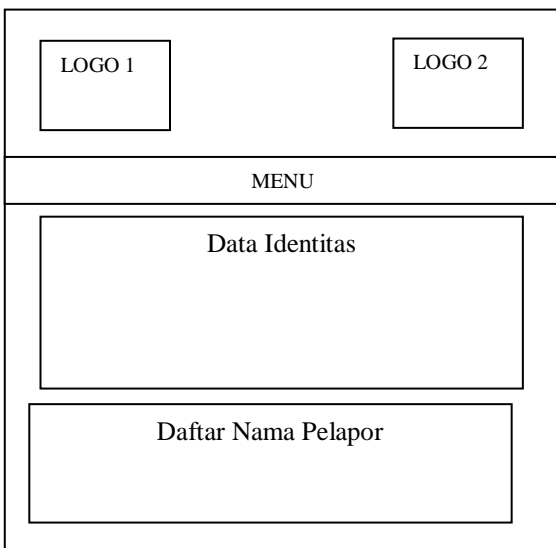 LOGO 1
LOGO 2
MENU
Data Identitas
Daftar Nama Pelapor